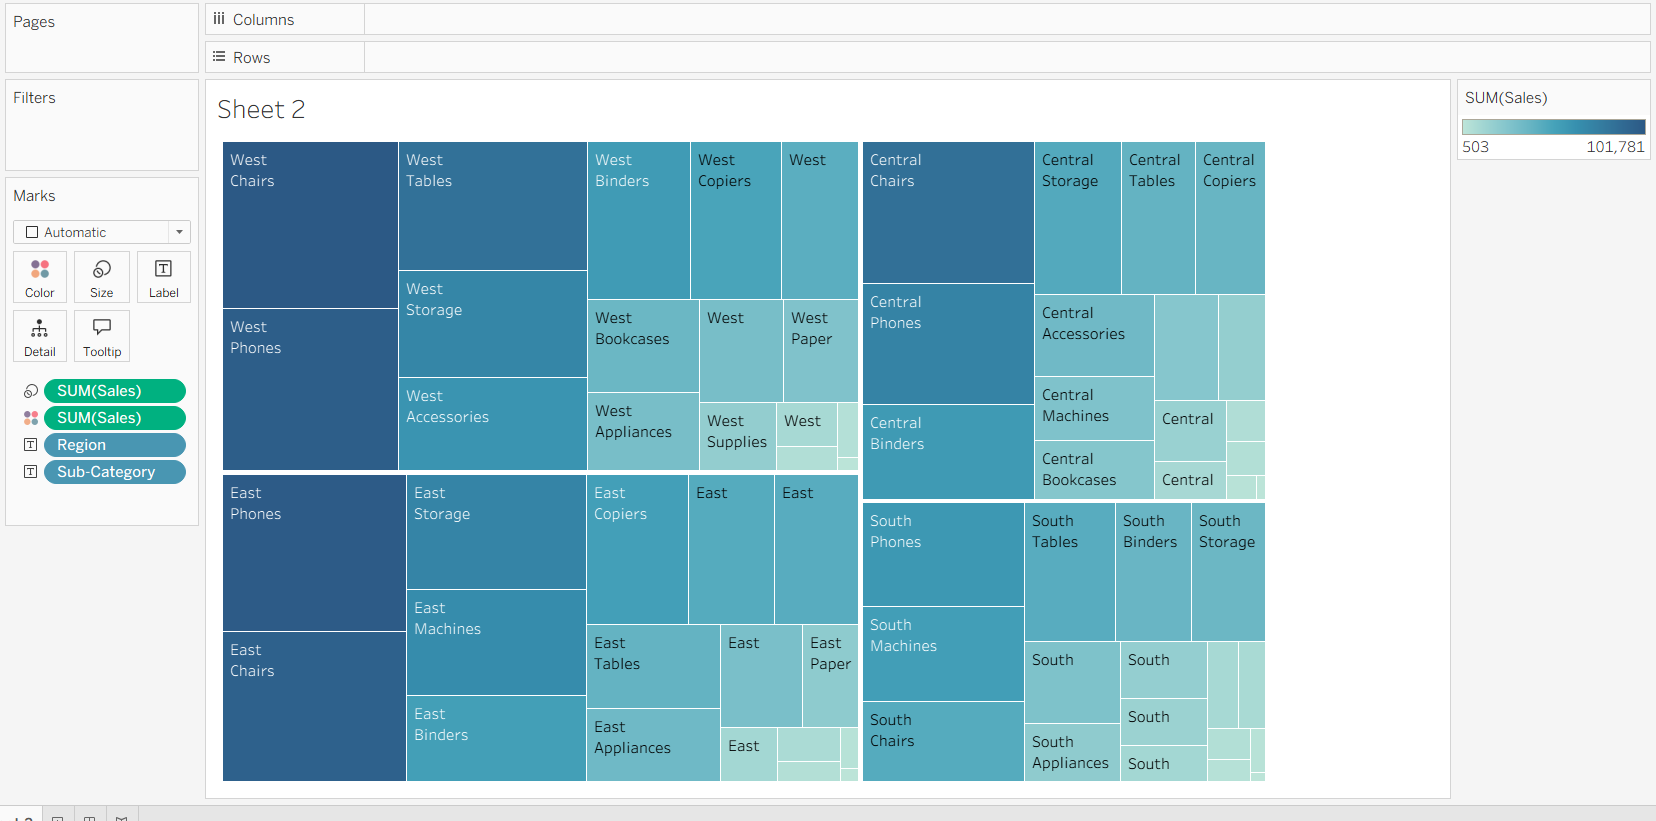 Pages
Columns
Rows
Filters
Sheet 2
SUM(Sales)
503 101,781
Marks
Automatic
Color Size Label
Detail Tooltip
SUM(Sales)
SUM(Sales)
Region
Sub-Category
West
Chairs
West
Phones
West
Tables
West
Storage
West
Accessories
West
Binders
West
Copiers
West
West
Bookcases
West
West
Paper
West
Appliances
West
Supplies
West
Central
Chairs
Central
Phones
Central
Binders
Central
Storage
Central
Tables
Central
Copiers
Central
Accessories
Central
Machines
Central
Bookcases
Central
Central
East
Phones
East
Chairs
East
Storage
East
Machines
East
Binders
East
Copiers
East
East
East
Tables
East
East
Paper
East
Appliances
East
South
Phones
South
Machines
South
Chairs
South
Tables
South
Binders
South
Storage
South
South
Appliances
South
South
South